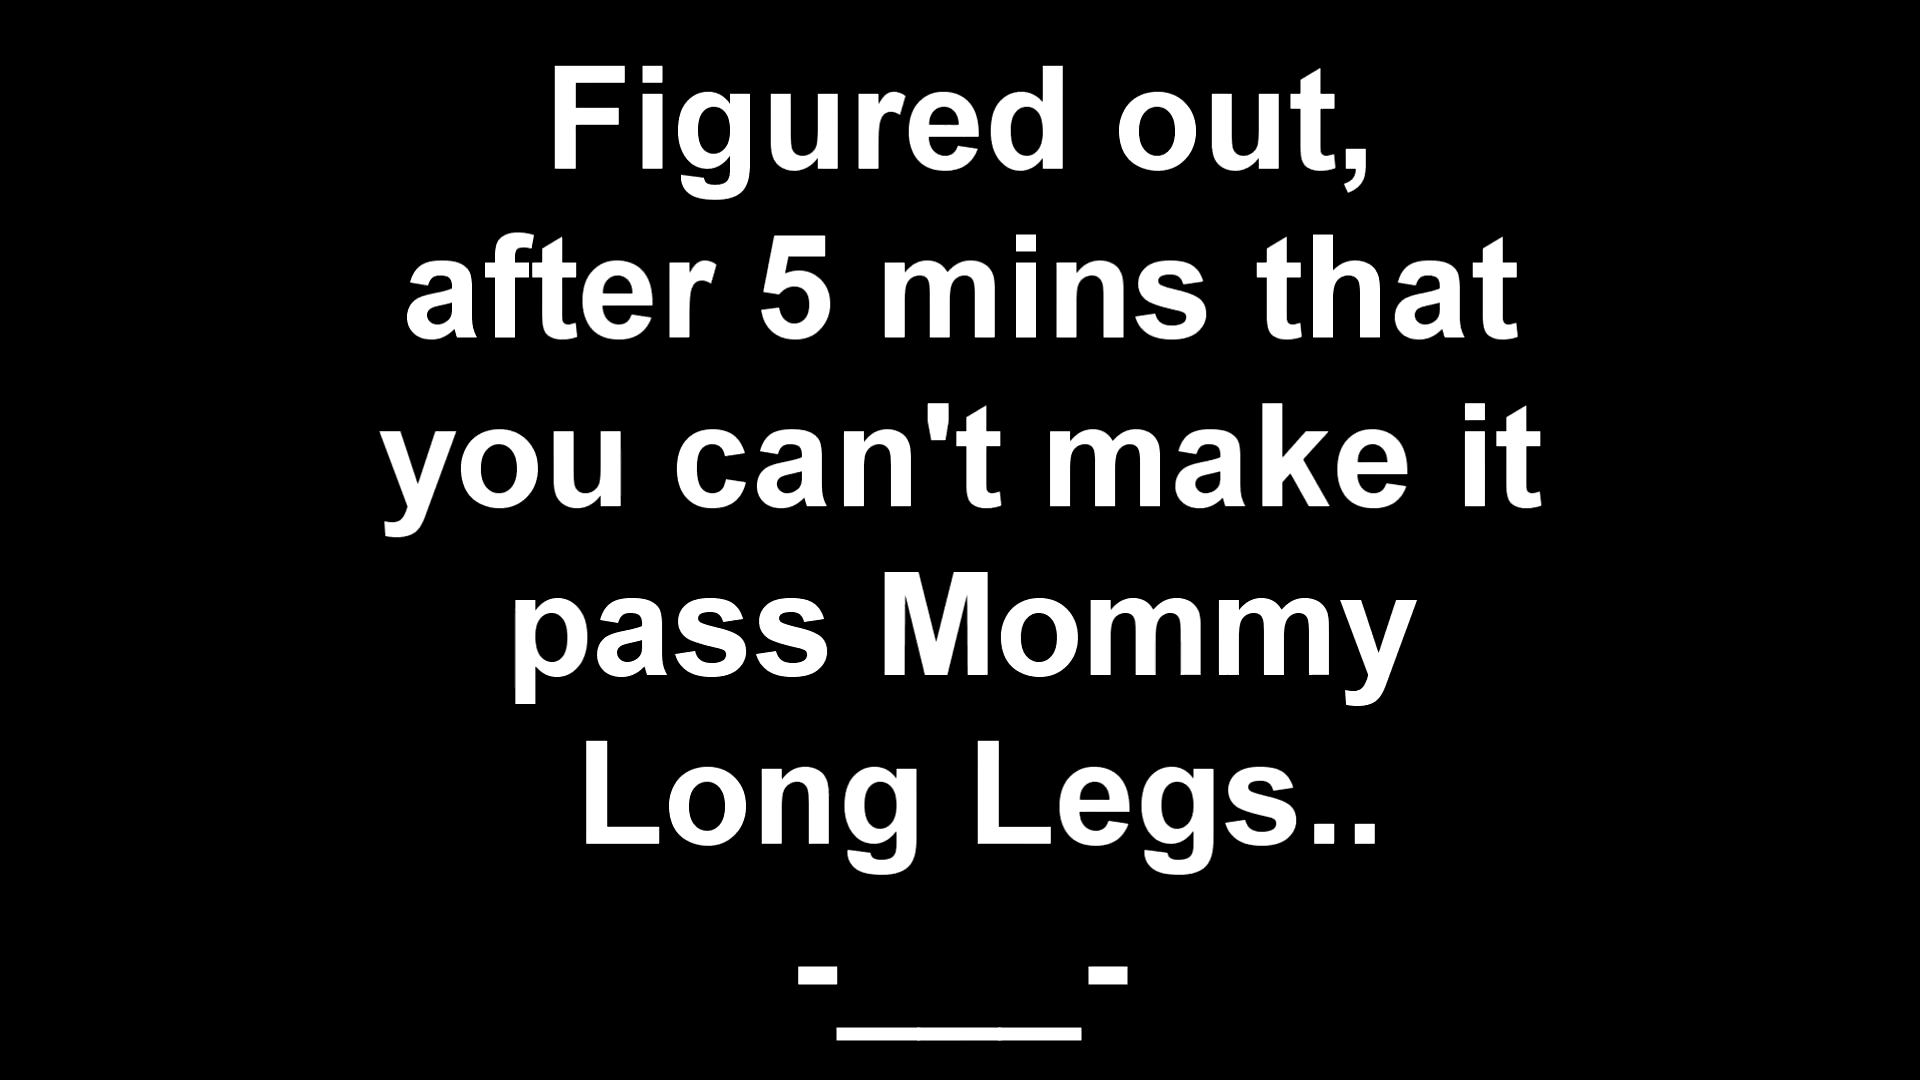 Figured out,
after 5 mins that
you can't make it
pass Mommy
Long Legs..
-___-